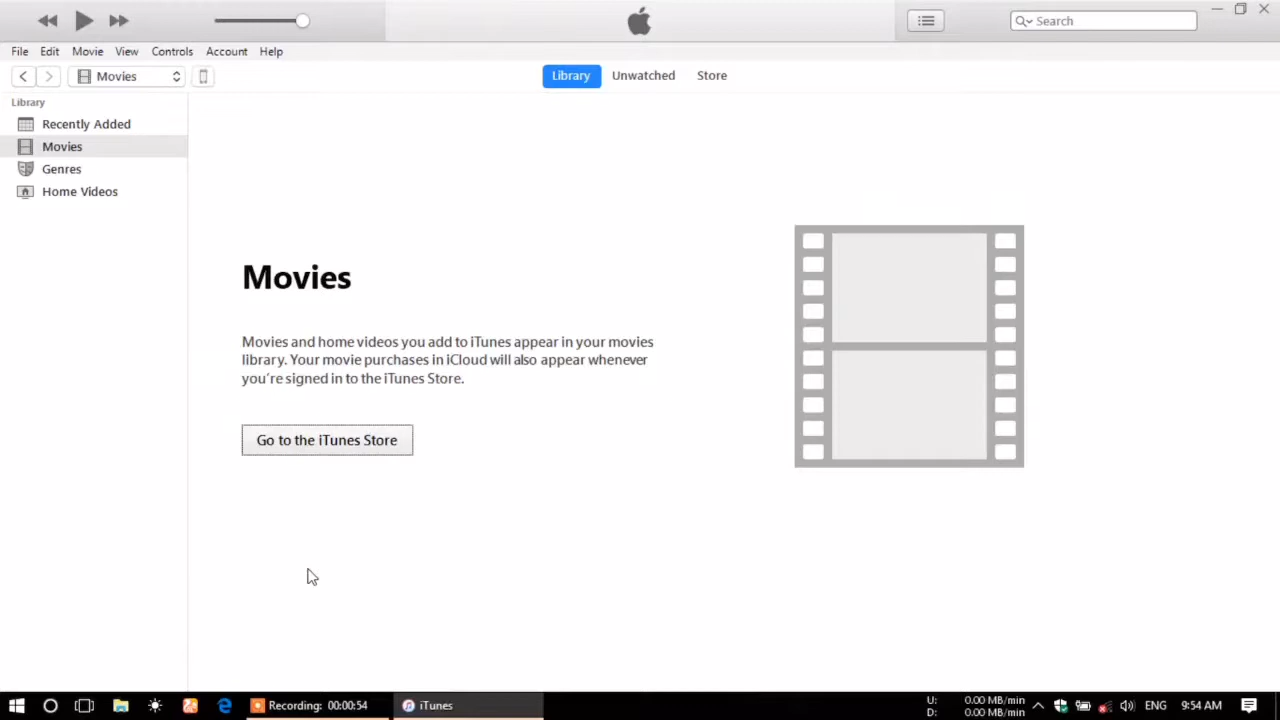 Search
File Edit Movie View Controls Account Help
Movies
Library Unwatched Store
Library
Recently Added
Movies
Genres
Home Videos
Movies
Movies and home videos you add to iTunes appear in your movies
library. Your movie purchases in iCloud will also appear whenever
you're signed in to the iTunes Store.
Go to the iTunes Store
Recording: 00:00:54
iTunes
U: 0.00 MB/min
D: 0.00 MB/min
ENG
9:54 AM